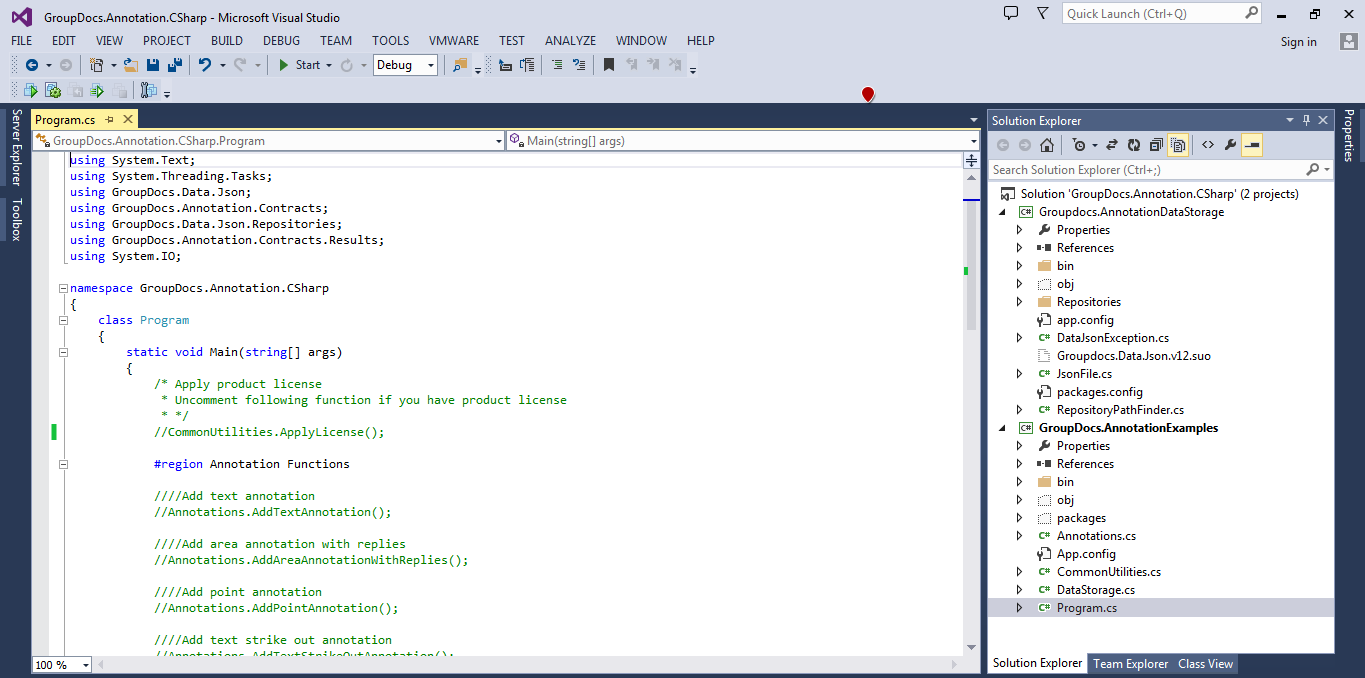 GroupDocs.Annotation.CSharp - Microsoft Visual Studio
Quick Launch (Ctrl+Q)
FILE EDIT VIEW PROJECT BUILD DEBUG TEAM TOOLS VMWARE TEST ANALYZE WINDOW HELP
Sign in
Start Debug
Server Explorer
Toolbox
Program.cs
GroupDocs.Annotation.CSharp.Program
Main(string[] args)
using System.Text;
using System.Threading.Tasks;
using GroupDocs.Data.Json;
using GroupDocs.Annotation.Contracts;
using GroupDocs.Data.Json.Repositories;
using GroupDocs.Annotation.Contracts.Results;
using System.IO;
namespace GroupDocs.Annotation.CSharp
{
class Program
{
static void Main(string[] args)
{
/* Apply product license
* Uncomment following function if you have product license
* */
//CommonUtilities.ApplyLicense();
#region Annotation Functions
////Add text annotation
//Annotations.AddTextAnnotation();
////Add area annotation with replies
//Annotations.AddAreaAnnotationWithReplies();
////Add point annotation
//Annotations.AddPointAnnotation();
////Add text strike out annotation
//Annotations.AddTextStrikeOutAnnotation();
100 %
Solution Explorer
Search Solution Explorer (Ctrl+;)
Solution 'GroupDocs.Annotation.CSharp' (2 projects)
C# Groupdocs.AnnotationDataStorage
Properties
References
bin
obj
Repositories
app.config
C# DataJsonException.cs
Groupdocs.Data.Json.v12.suo
C# JsonFile.cs
packages.config
C# RepositoryPathFinder.cs
C# GroupDocs.AnnotationExamples
Properties
References
bin
obj
packages
C# Annotations.cs
App.config
C# CommonUtilities.cs
C# DataStorage.cs
C# Program.cs
Solution Explorer Team Explorer Class View
Properties